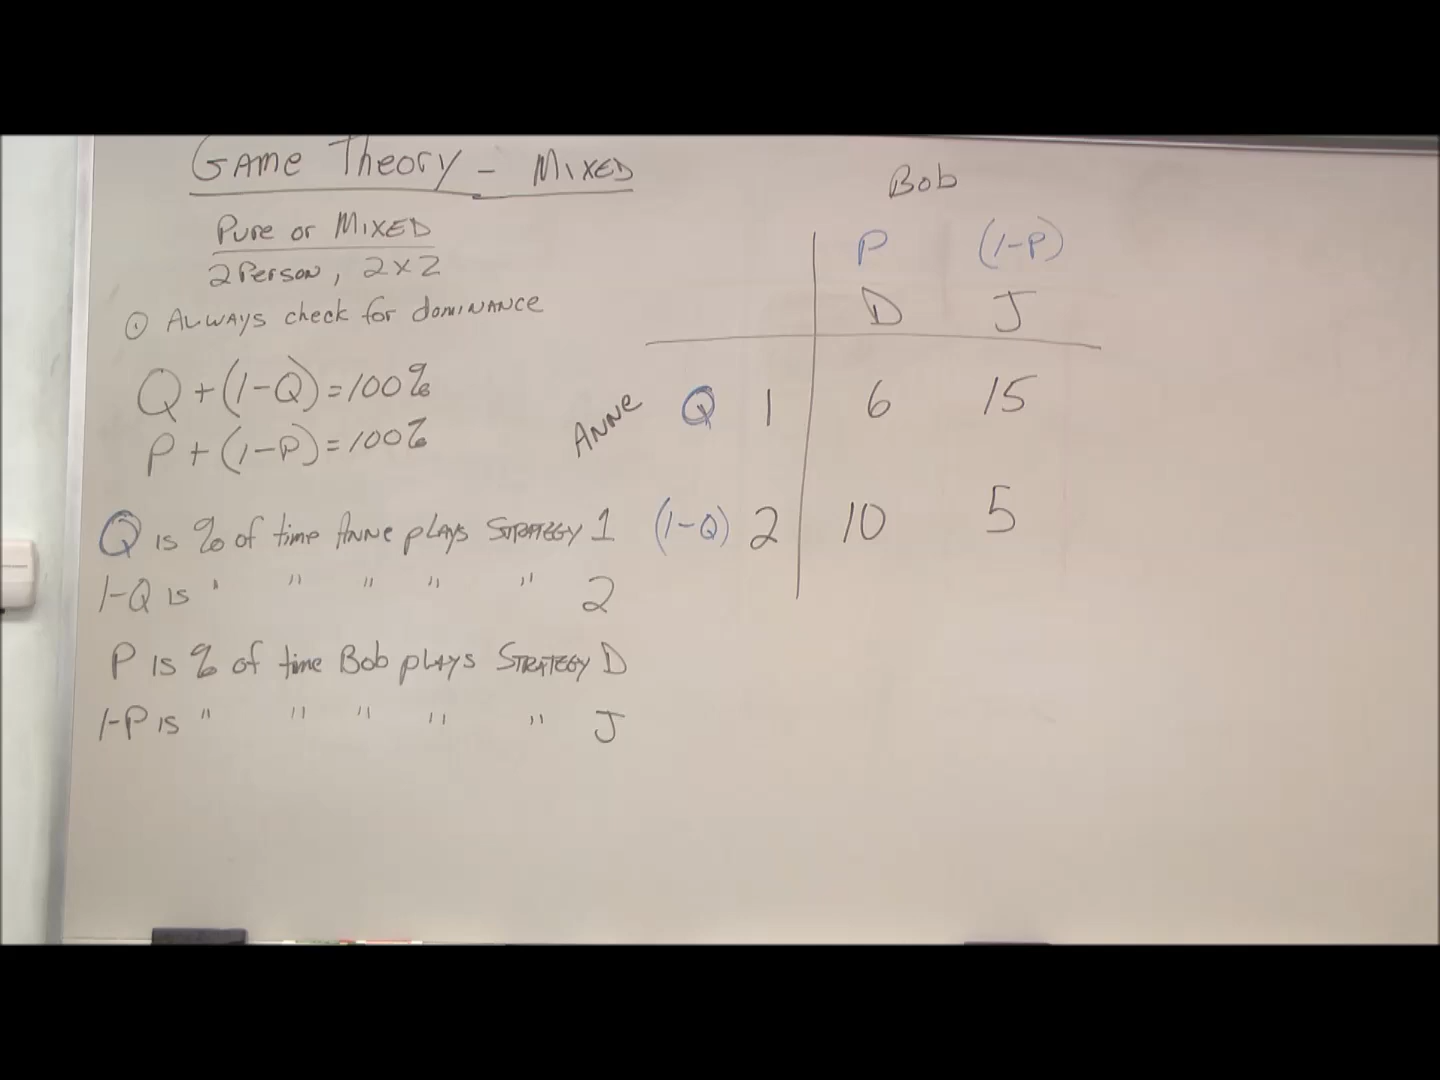 GAME Theory - MIXED
Pure or MIXED
2 Person, 2x2
① ALWAYS check for dominance
Q + (1-Q) = 100%
P + (1-P) = 100%
Q is % of time Anne plays STRATEGY 1
1-Q is " " " " " 2
P is % of time Bob plays STRATEGY D
1-P is " " " " " J
Bob
P (1-P)
D J
Anne Q 1 6 15
(1-Q) 2 10 5